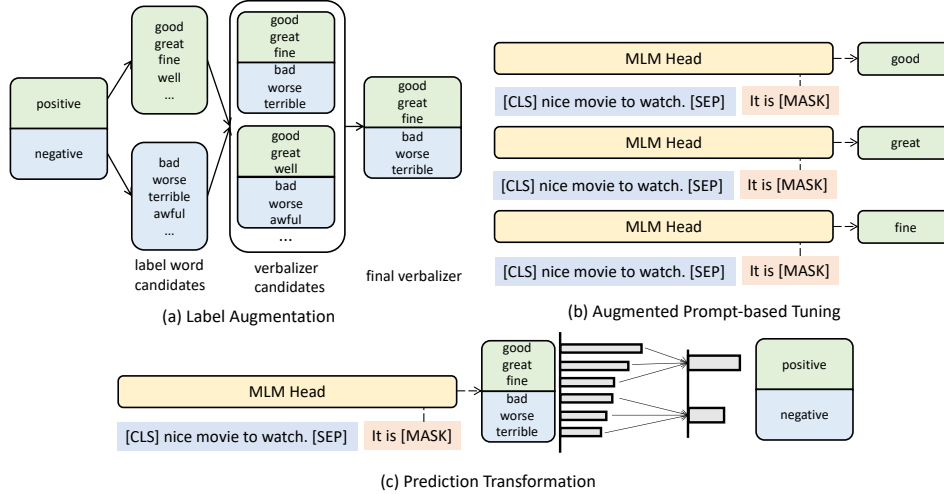 positive
negative
good
great
fine
well
...
bad
worse
terrible
awful
...
label word
candidates
good
great
fine
bad
worse
terrible
good
great
well
bad
worse
awful
...
verbalizer
candidates
good
great
fine
bad
worse
terrible
final verbalizer
(a) Label Augmentation
MLM Head
good
[CLS] nice movie to watch. [SEP]
It is [MASK]
MLM Head
great
[CLS] nice movie to watch. [SEP]
It is [MASK]
MLM Head
fine
[CLS] nice movie to watch. [SEP]
It is [MASK]
(b) Augmented Prompt-based Tuning
MLM Head
[CLS] nice movie to watch. [SEP]
It is [MASK]
good
great
fine
bad
worse
terrible
positive
negative
(c) Prediction Transformation